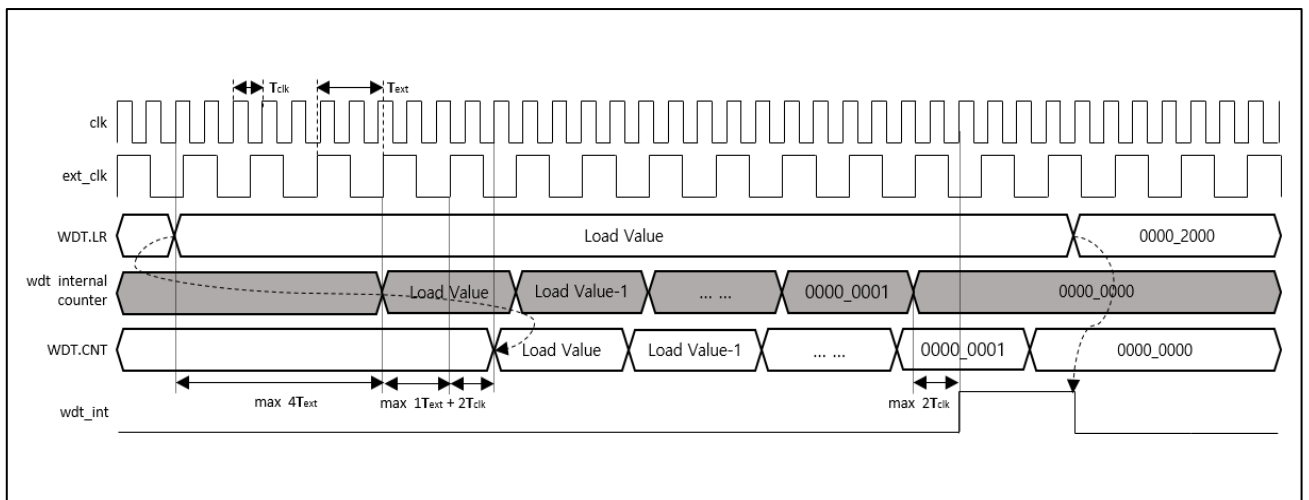 Tclk Text
clk
ext_clk
WDT.LR Load Value 0000_2000
wdt internal
counter Load Value Load Value-1 ... ... 0000_0001 0000_0000
WDT.CNT Load Value Load Value-1 ... ... 0000_0001 0000_0000
max 4Text max 1Text + 2Tclk max 2Tclk
wdt_int